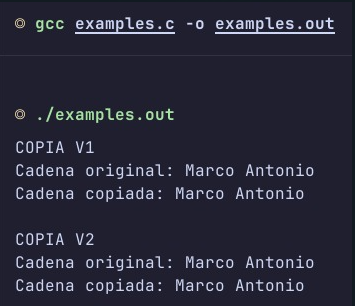 ◎ gcc examples.c -o examples.out
◎ ./examples.out
COPIA V1
Cadena original: Marco Antonio
Cadena copiada: Marco Antonio
COPIA V2
Cadena original: Marco Antonio
Cadena copiada: Marco Antonio